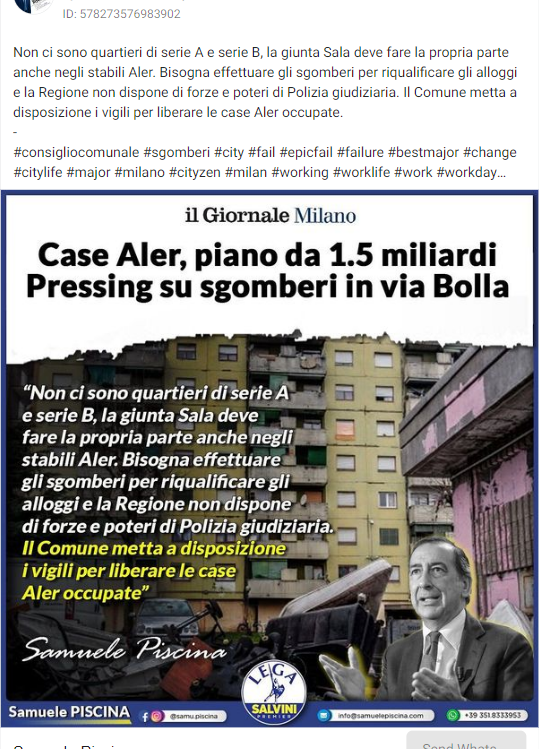 ID: 578273576983902
Non ci sono quartieri di serie A e serie B, la giunta Sala deve fare la propria parte
anche negli stabili Aler. Bisogna effettuare gli sgomberi per riqualificare gli alloggi
e la Regione non dispone di forze e poteri di Polizia giudiziaria. Il Comune metta a
disposizione i vigili per liberare le case Aler occupate.
-
#consigliocomunale #sgomberi #city #fail #epicfail #failure #bestmajor #change
#citylife #major #milano #cityzen #milan #working #worklife #work #workday...
il Giornale Milano
Case Aler, piano da 1.5 miliardi
Pressing su sgomberi in via Bolla
“Non ci sono quartieri di serie A
e serie B, la giunta Sala deve
fare la propria parte anche negli
stabili Aler. Bisogna effettuare
gli sgomberi per riqualificare gli
alloggi e la Regione non dispone
di forze e poteri di Polizia giudiziaria.
Il Comune metta a disposizione
i vigili per liberare le case
Aler occupate”
Samuele Piscina
LEGA
SALVINI
PREMIER
Samuele PISCINA
@samu.piscina
info@samuelepiscina.com
+39 351.8333953